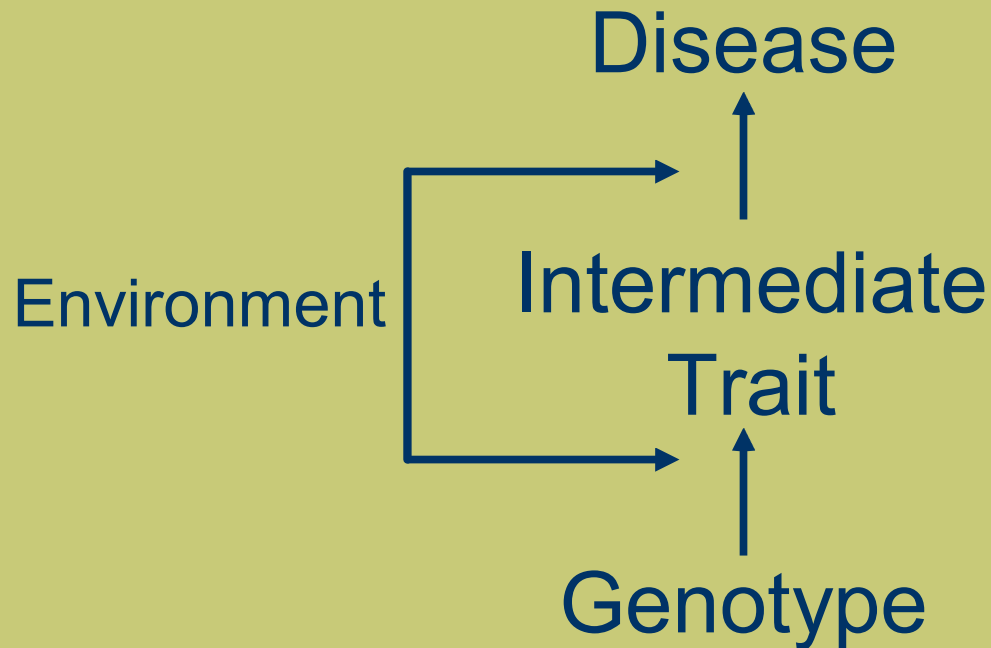 Disease
Environment
Intermediate
Trait
Genotype